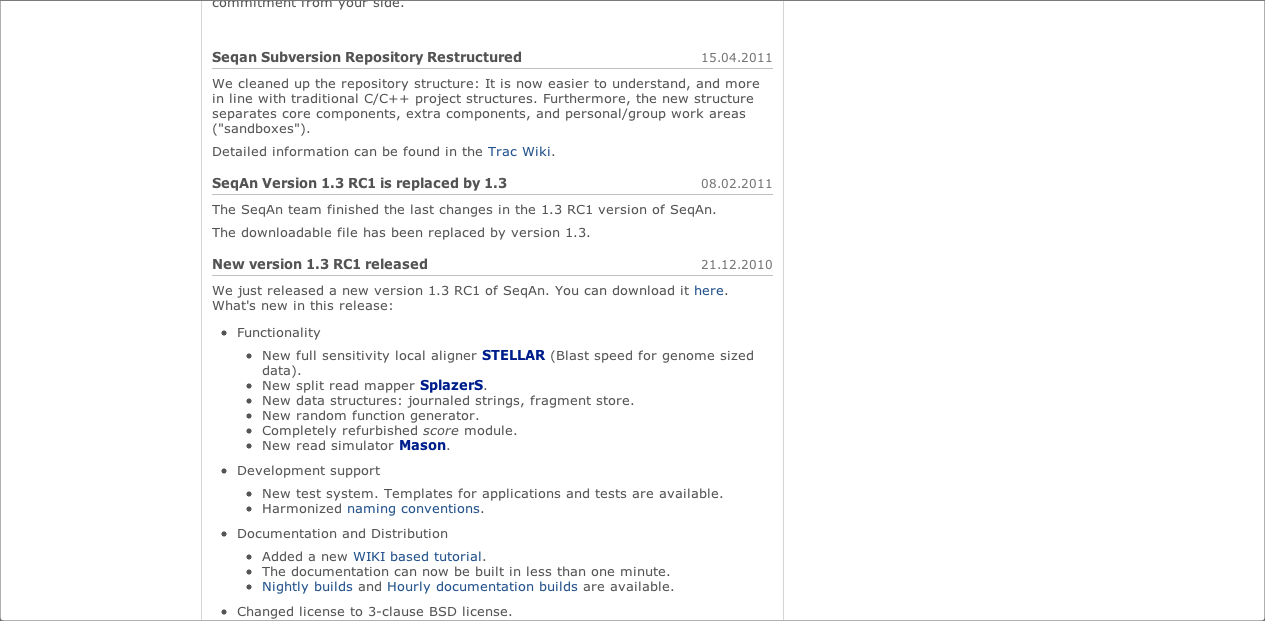 commitment from your side.
Seqan Subversion Repository Restructured 15.04.2011
We cleaned up the repository structure: It is now easier to understand, and more
in line with traditional C/C++ project structures. Furthermore, the new structure
separates core components, extra components, and personal/group work areas
("sandboxes").
Detailed information can be found in the Trac Wiki.
SeqAn Version 1.3 RC1 is replaced by 1.3 08.02.2011
The SeqAn team finished the last changes in the 1.3 RC1 version of SeqAn.
The downloadable file has been replaced by version 1.3.
New version 1.3 RC1 released 21.12.2010
We just released a new version 1.3 RC1 of SeqAn. You can download it here.
What's new in this release:
• Functionality
• New full sensitivity local aligner STELLAR (Blast speed for genome sized
data).
• New split read mapper SplazerS.
• New data structures: journaled strings, fragment store.
• New random function generator.
• Completely refurbished score module.
• New read simulator Mason.
• Development support
• New test system. Templates for applications and tests are available.
• Harmonized naming conventions.
• Documentation and Distribution
• Added a new WIKI based tutorial.
• The documentation can now be built in less than one minute.
• Nightly builds and Hourly documentation builds are available.
• Changed license to 3-clause BSD license.